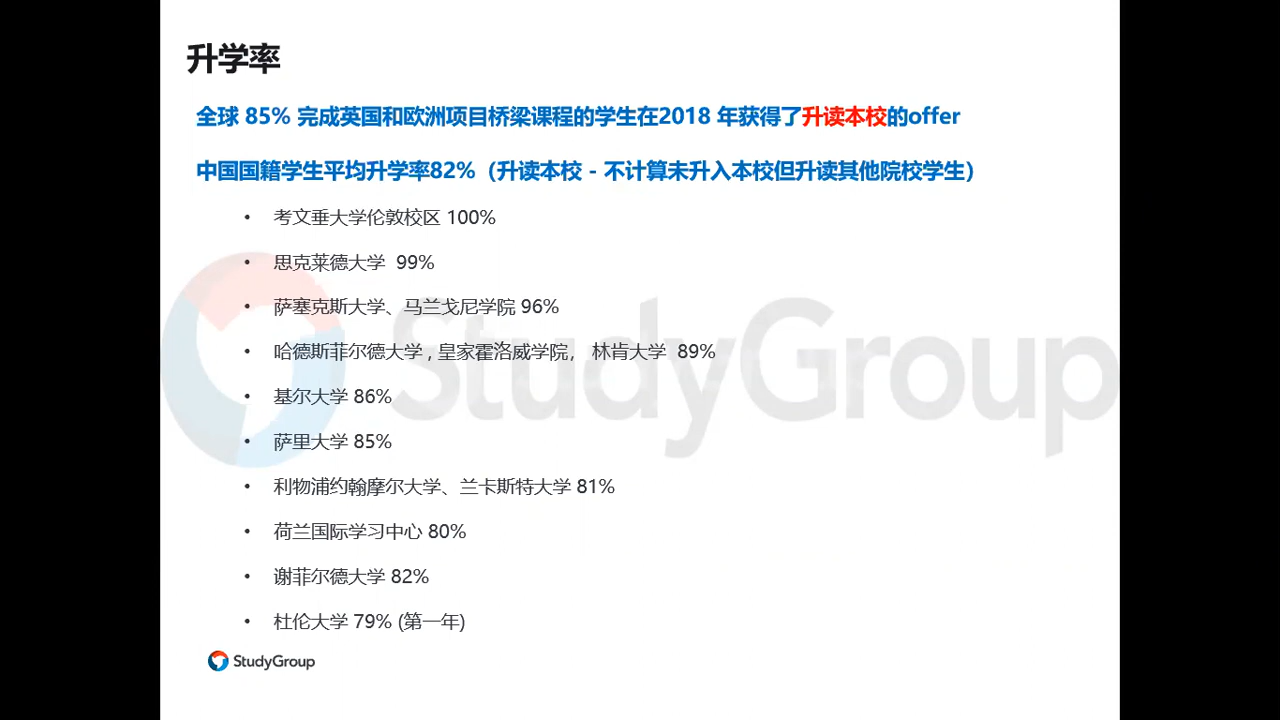 升学率
全球 85% 完成英国和欧洲项目桥梁课程的学生在2018 年获得了升读本校的offer
中国国籍学生平均升学率82%（升读本校 - 不计算未升入本校但升读其他院校学生）
• 考文垂大学伦敦校区 100%
• 思克莱德大学 99%
• 萨塞克斯大学、马兰戈尼学院 96%
• 哈德斯菲尔德大学 , 皇家霍洛威学院， 林肯大学 89%
• 基尔大学 86%
• 萨里大学 85%
• 利物浦约翰摩尔大学、兰卡斯特大学 81%
• 荷兰国际学习中心 80%
• 谢菲尔德大学 82%
• 杜伦大学 79% (第一年)
StudyGroup
StudyGroup